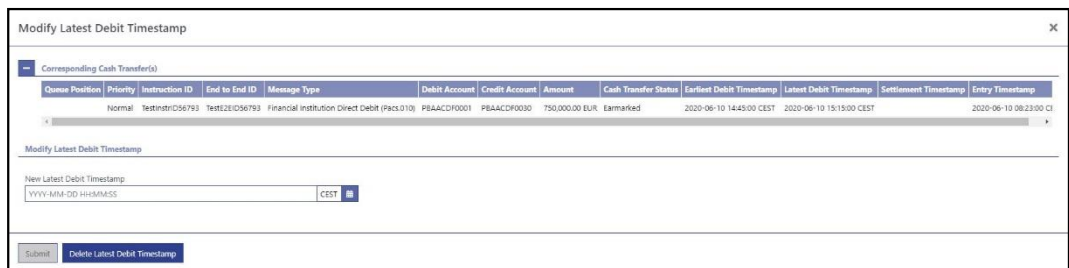 Modify Latest Debit Timestamp
Corresponding Cash Transfer(s)
Queue Position Priority Instruction ID End to End ID Message Type Debit Account Credit Account Amount Cash Transfer Status Earliest Debit Timestamp Latest Debit Timestamp Settlement Timestamp Entry Timestamp
Normal TestInstrID56793 TestE2EID56793 Financial Institution Direct Debit (Pacs.010) PBAACDF0001 PBAACDF0030 750,000.00 EUR Earmarked 2020-06-10 14:45:00 CEST 2020-06-10 15:15:00 CEST 2020-06-10 08:23:00 CE
Modify Latest Debit Timestamp
New Latest Debit Timestamp
YYYY-MM-DD HH:MM:SS CEST
Submit Delete Latest Debit Timestamp